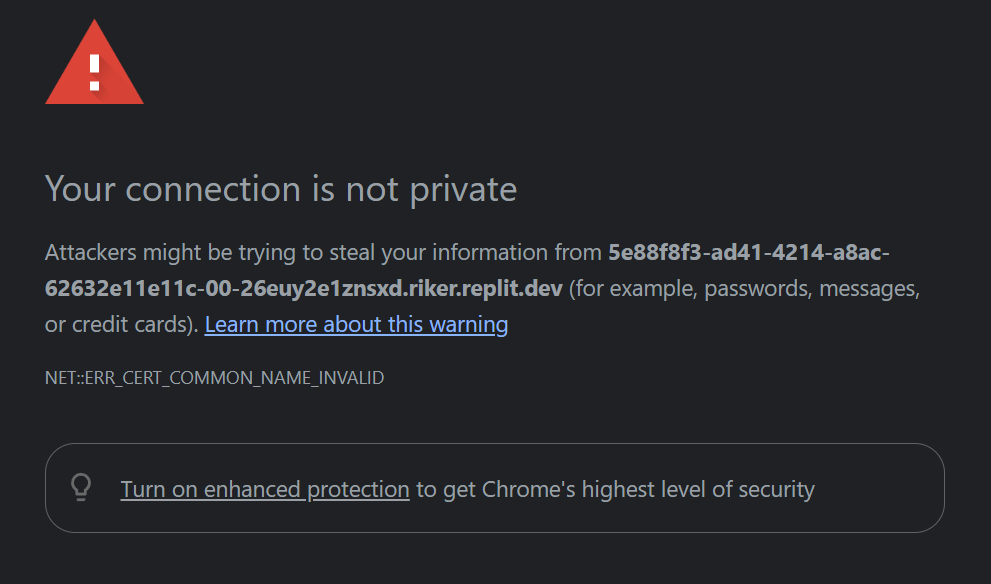 Your connection is not private
Attackers might be trying to steal your information from 5e88f8f3-ad41-4214-a8ac-
62632e11e11c-00-26euy2e1znsxd.riker.replit.dev (for example, passwords, messages,
or credit cards). Learn more about this warning
NET::ERR_CERT_COMMON_NAME_INVALID
Turn on enhanced protection to get Chrome's highest level of security